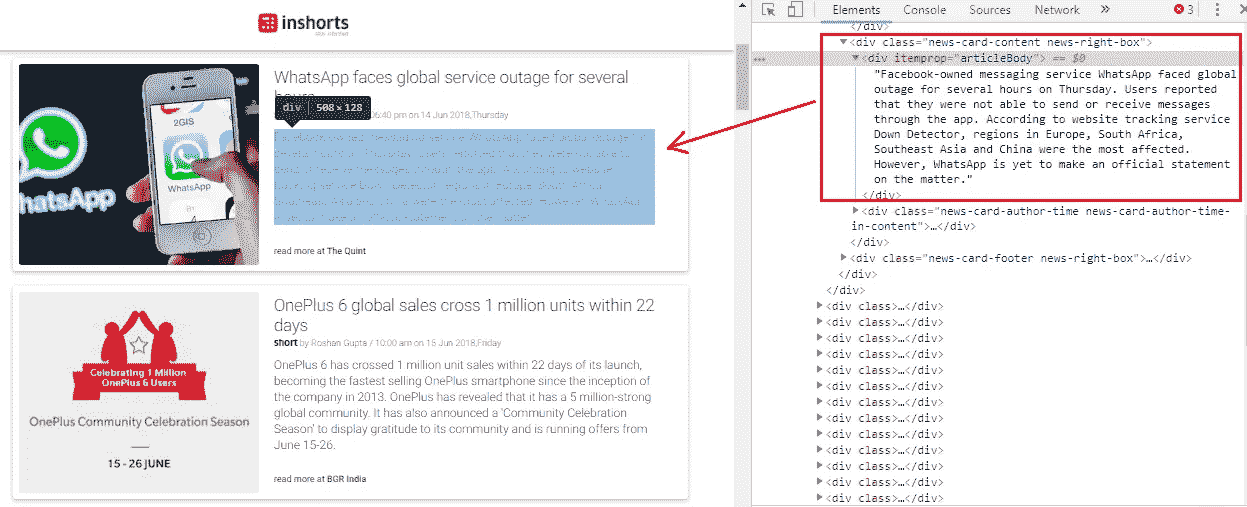 inshorts
WhatsApp faces global service outage for several
hours
div 508×128
06:40 pm on 14 Jun 2018,Thursday
read more at The Quint
2GIS
WhatsApp
hatsApp
OnePlus 6 global sales cross 1 million units within 22
days
short by Roshan Gupta / 10:00 am on 15 Jun 2018,Friday
OnePlus 6 has crossed 1 million unit sales within 22 days of its launch,
becoming the fastest selling OnePlus smartphone since the inception of
the company in 2013. OnePlus has revealed that it has a 5 million-strong
global community. It has also announced a 'Community Celebration
Season' to display gratitude to its community and is running offers from
June 15-26.
read more at BGR India
Celebrating 1 Million
OnePlus 6 Users
OnePlus Community Celebration Season
15 - 26 JUNE
Elements Console Sources Network » 3
</div>
▼<div class="news-card-content news-right-box">
… ▼<div itemprop="articleBody"> == $0
"Facebook-owned messaging service WhatsApp faced global
outage for several hours on Thursday. Users reported
that they were not able to send or receive messages
through the app. According to website tracking service
Down Detector, regions in Europe, South Africa,
Southeast Asia and China were the most affected.
However, WhatsApp is yet to make an official statement
on the matter."
</div>
▶<div class="news-card-author-time news-card-author-time-
in-content">…</div>
</div>
▶<div class="news-card-footer news-right-box">…</div>
</div>
</div>
▶<div class>…</div>
▶<div class>…</div>
▶<div class>…</div>
▶<div class>…</div>
▶<div class>…</div>
▶<div class>…</div>
▶<div class>…</div>
▶<div class>…</div>
▶<div class>…</div>
▶<div class>…</div>
▶<div class>…</div>
▶<div class>…</div>
▶<div class>…</div>